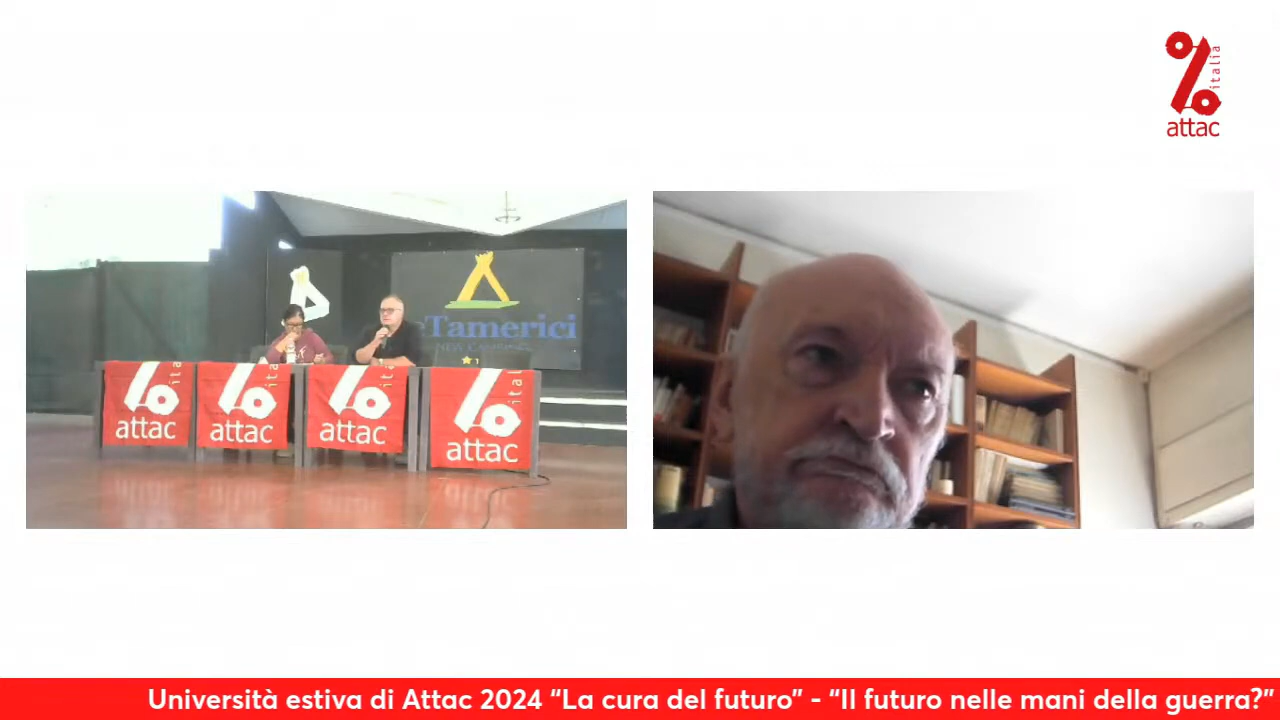 italia
attac
eTamerici
attac
attac
attac
attac
italia
Università estiva di Attac 2024 “La cura del futuro” - “Il futuro nelle mani della guerra?”